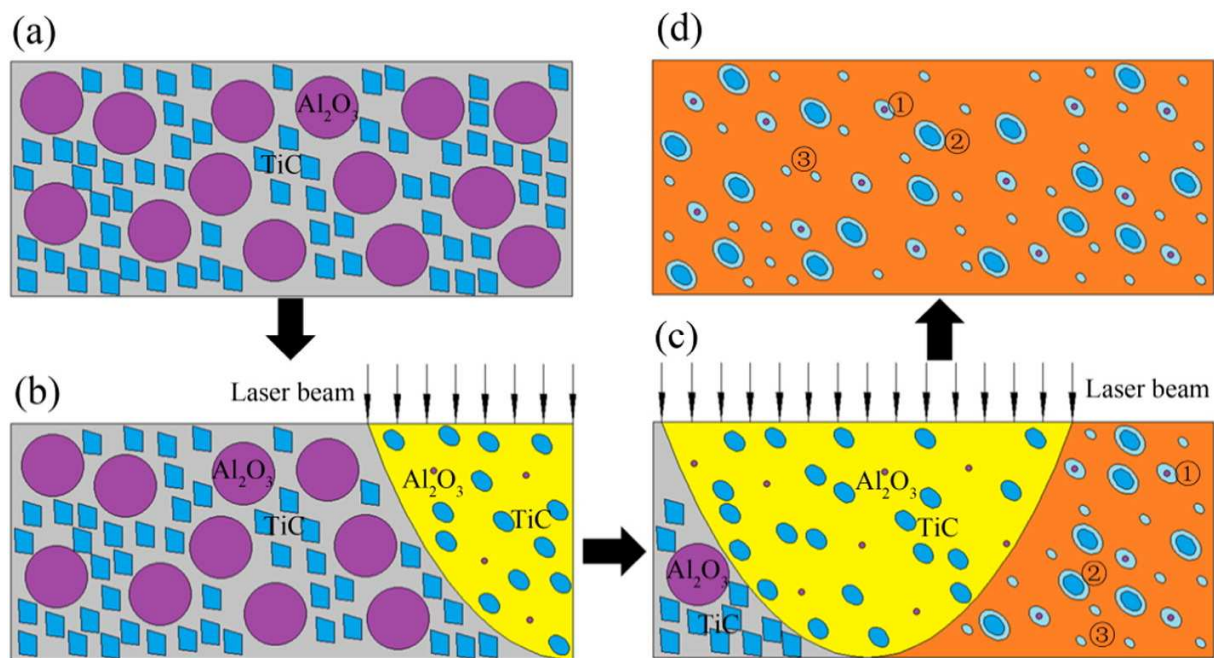 (a)
Al₂O₃
TiC
(d)
①
②
③
(b)
Laser beam
Al₂O₃
TiC
Al₂O₃
TiC
(c)
Laser beam
Al₂O₃
TiC
Al₂O₃
TiC
①
②
③